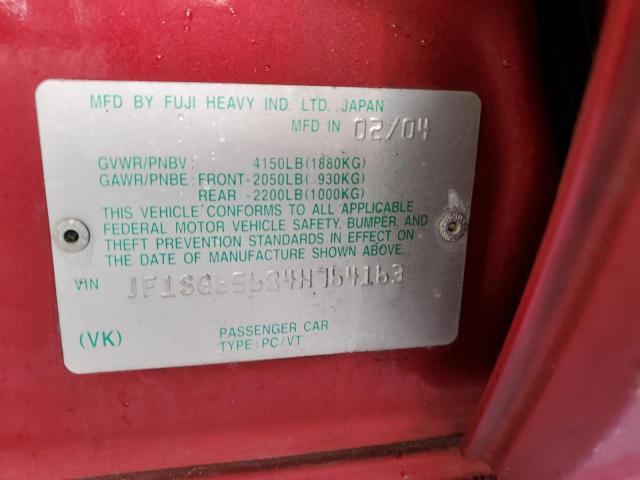 MFD BY FUJI HEAVY IND. LTD. JAPAN
MFD IN 02/04
GVWR/PNBV : 4150LB(1880KG)
GAWR/PNBE : FRONT-2050LB( 930KG)
REAR -2200LB(1000KG)
THIS VEHICLE CONFORMS TO ALL APPLICABLE
FEDERAL MOTOR VEHICLE SAFETY, BUMPER, AND
THEFT PREVENTION STANDARDS IN EFFECT ON
THE DATE OF MANUFACTURE SHOWN ABOVE.
VIN
(VK)
PASSENGER CAR
TYPE: PC/VT